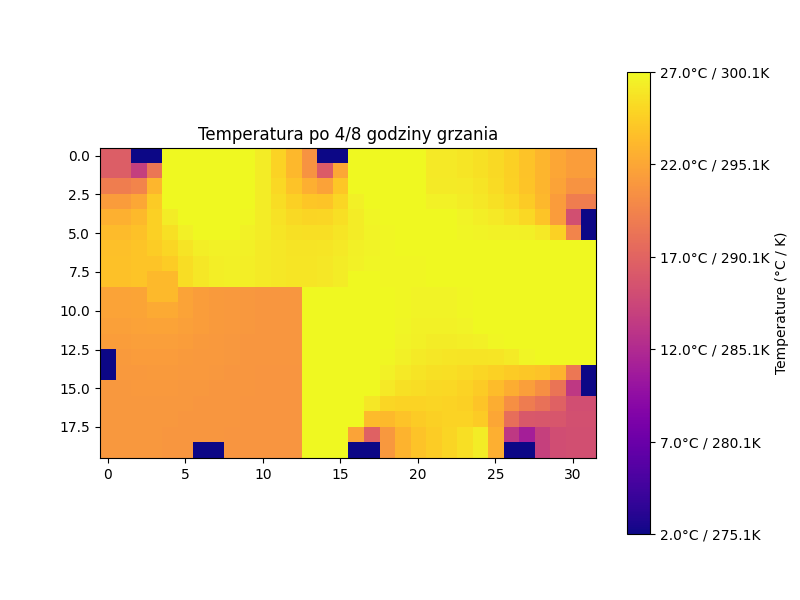 Temperatura po 4/8 godziny grzania
0.0
2.5
5.0
7.5
10.0
12.5
15.0
17.5
0 5 10 15 20 25 30
27.0°C / 300.1K
22.0°C / 295.1K
17.0°C / 290.1K
12.0°C / 285.1K
7.0°C / 280.1K
2.0°C / 275.1K
Temperature (°C / K)